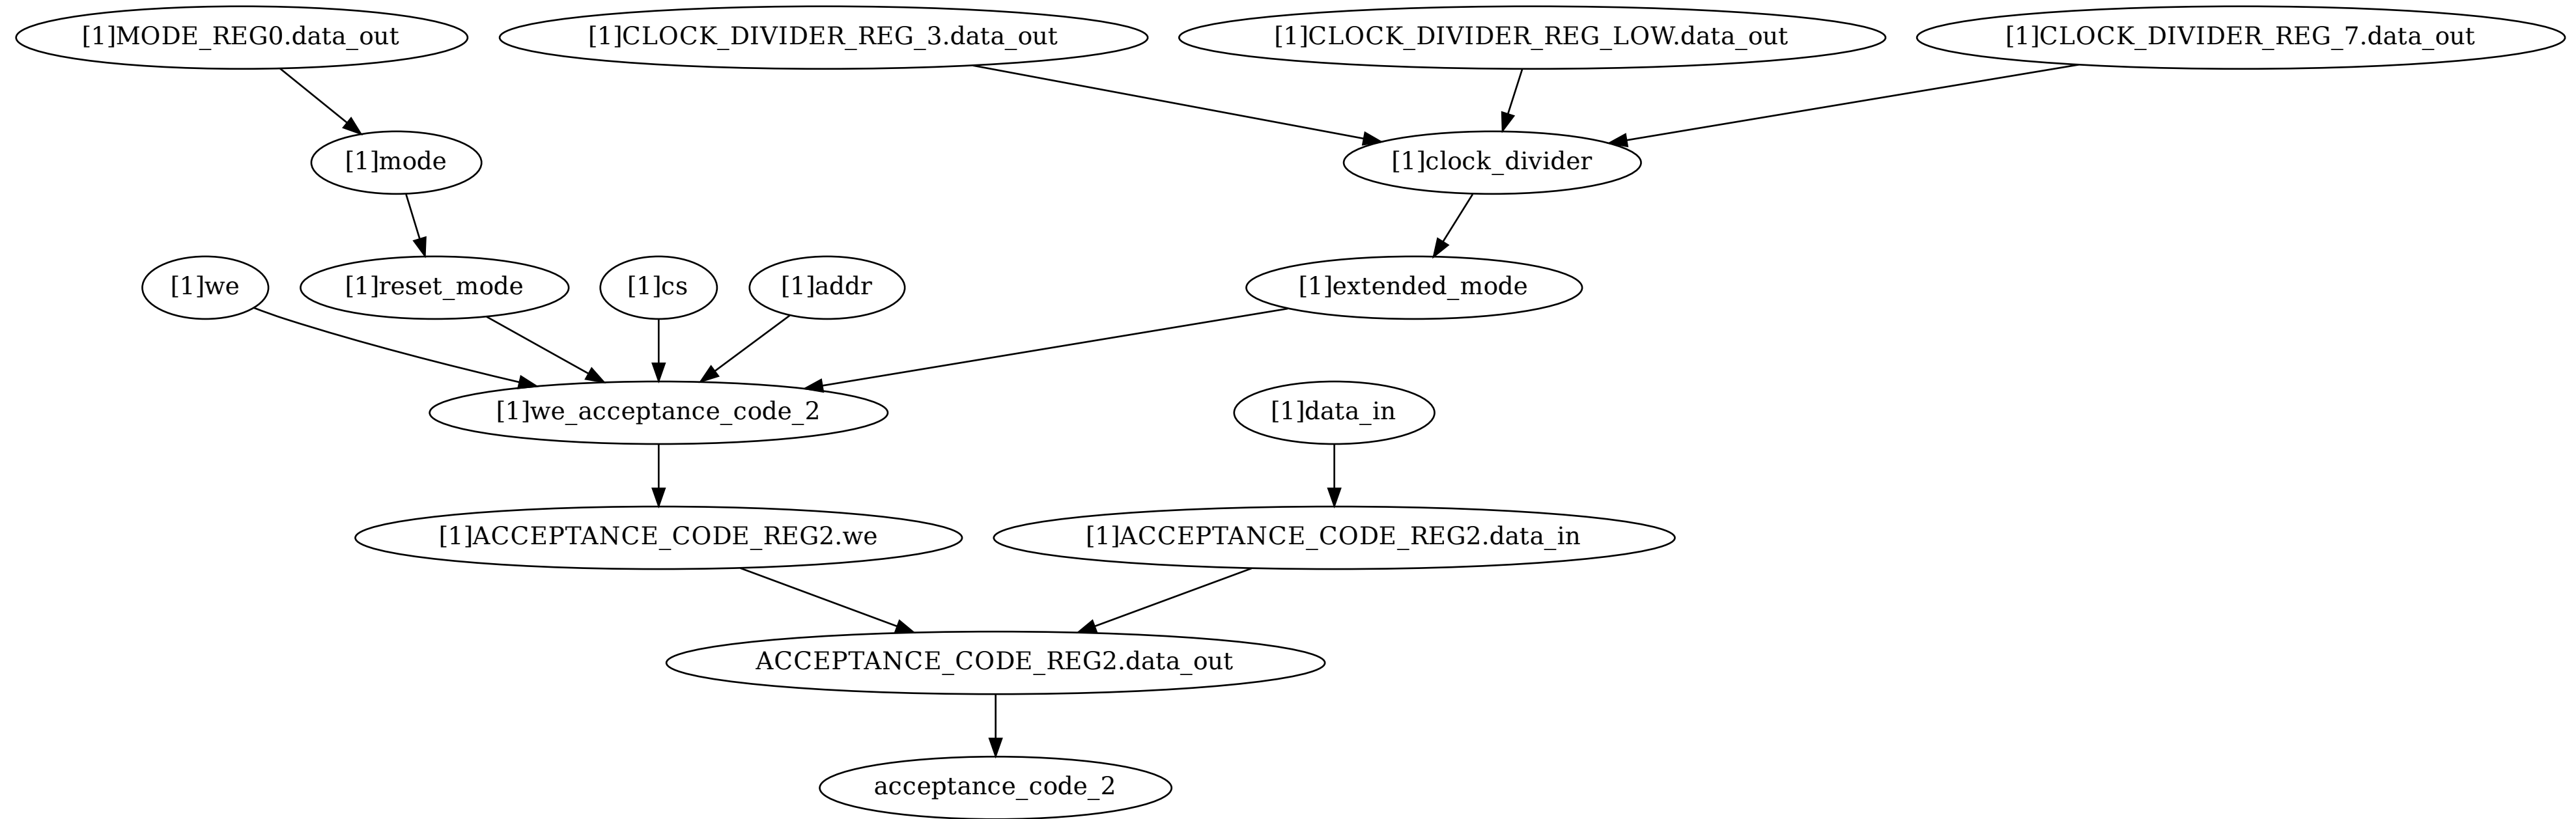 [1]MODE_REG0.data_out
[1]CLOCK_DIVIDER_REG_3.data_out
[1]CLOCK_DIVIDER_REG_LOW.data_out
[1]CLOCK_DIVIDER_REG_7.data_out
[1]mode
[1]clock_divider
[1]we
[1]reset_mode
[1]cs
[1]addr
[1]extended_mode
[1]we_acceptance_code_2
[1]data_in
[1]ACCEPTANCE_CODE_REG2.we
[1]ACCEPTANCE_CODE_REG2.data_in
ACCEPTANCE_CODE_REG2.data_out
acceptance_code_2